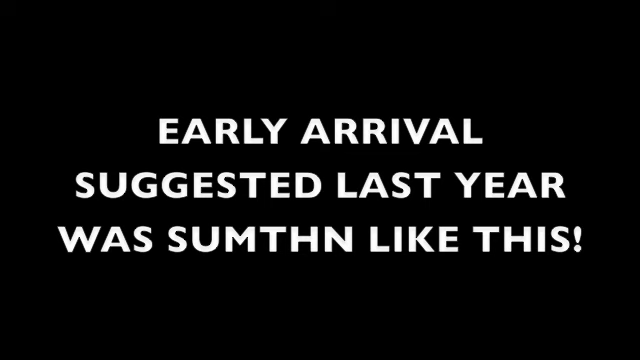 EARLY ARRIVAL
SUGGESTED LAST YEAR
WAS SUMTHN LIKE THIS!